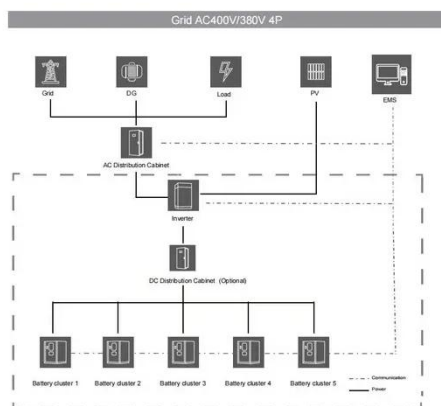 Grid AC400V/380V 4P
Grid
DG
Load
PV
EMS
AC Distribution Cabinet
Inverter
DC Distribution Cabinet (Optional)
Battery cluster 1
Battery cluster 2
Battery cluster 3
Battery cluster 4
Battery cluster 5
Communication
Power